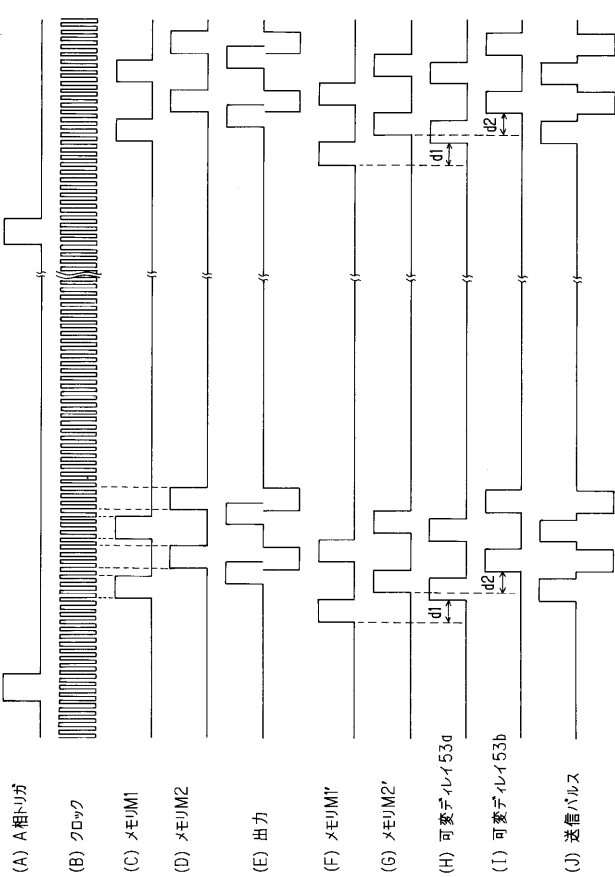 (A) A相トリガ
(B) クロック
(C) メモリM1
(D) メモリM2
(E) 出力
(F) メモリM1'
(G) メモリM2'
(H) 可変ディレイ53a
(I) 可変ディレイ53b
(J) 送信パルス
d1
d2
d1
d2